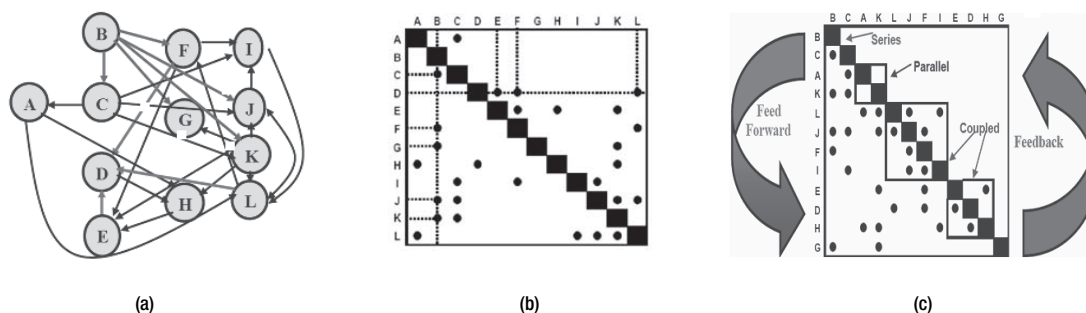 B
F
I
A
C
G
J
K
D
H
L
E
(a)
A B C D E F G H I J K L
A
B
C
D
E
F
G
H
I
J
K
L
(b)
B C A K L J F I E D H G
B
C
A
K
L
J
F
I
E
D
H
G
Series
Parallel
Coupled
Feed
Forward
Feedback
(c)